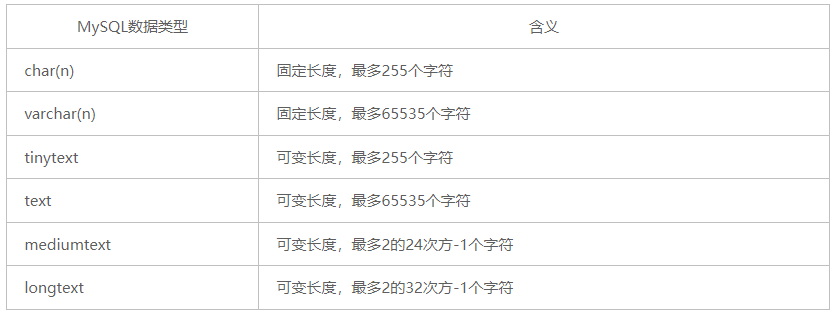 MySQL数据类型 含义
char(n) 固定长度，最多255个字符
varchar(n) 固定长度，最多65535个字符
tinytext 可变长度，最多255个字符
text 可变长度，最多65535个字符
mediumtext 可变长度，最多2的24次方-1个字符
longtext 可变长度，最多2的32次方-1个字符